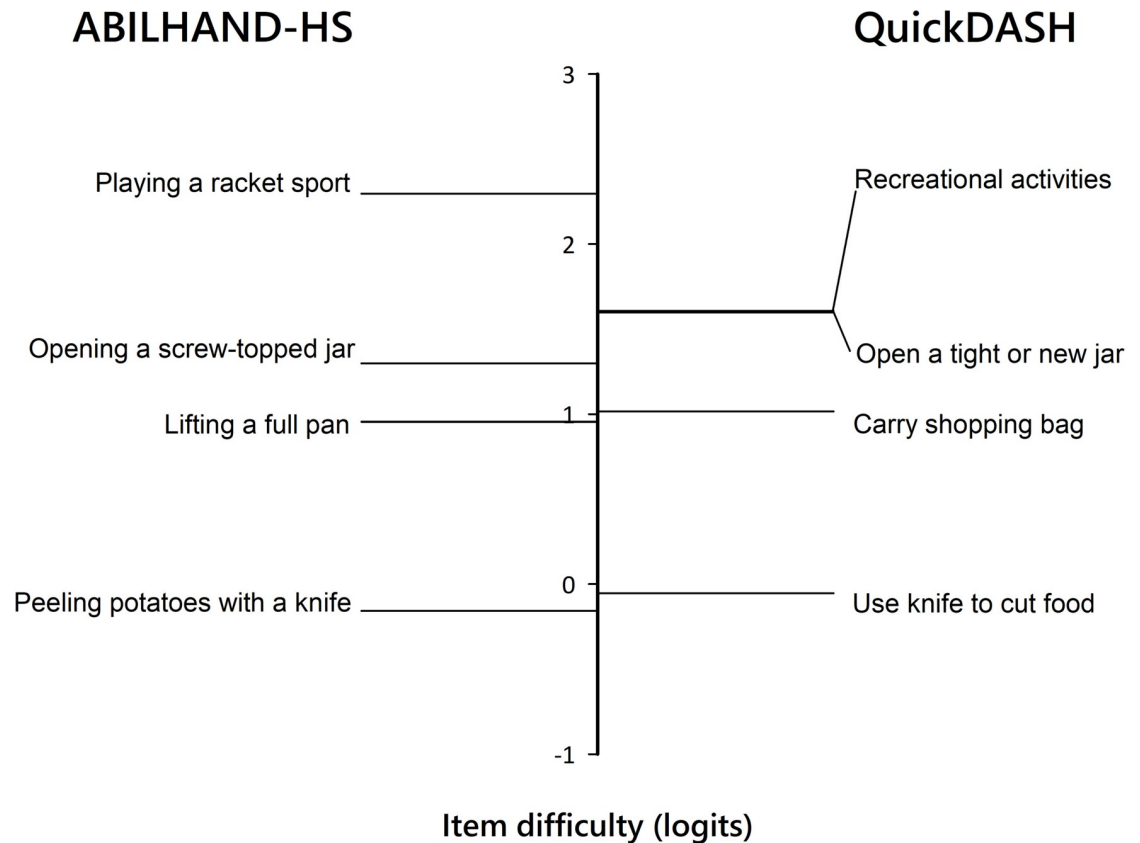 ABILHAND-HS
QuickDASH
3
Playing a racket sport
Recreational activities
2
Opening a screw-topped jar
Open a tight or new jar
1
Lifting a full pan
Carry shopping bag
0
Peeling potatoes with a knife
Use knife to cut food
-1
Item difficulty (logits)